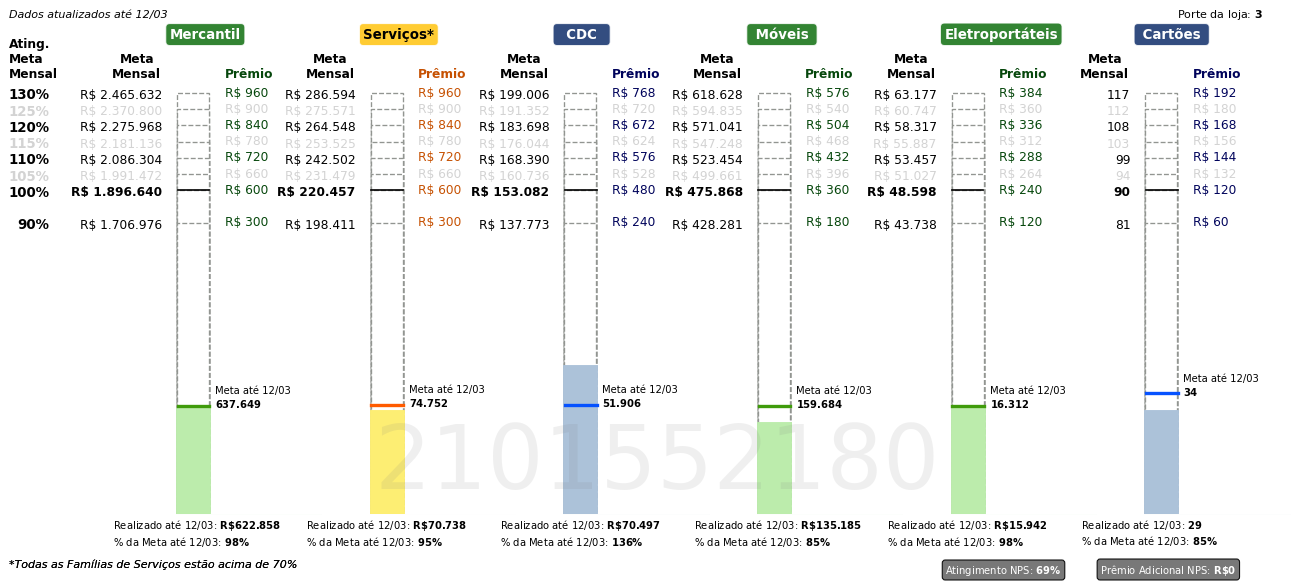 Dados atualizados até 12/03 Porte da loja: 3
Mercantil Serviços* CDC Móveis Eletroportáteis Cartões
Ating.
Meta Meta Meta Meta Meta Meta Meta
Mensal Mensal Prêmio Mensal Prêmio Mensal Prêmio Mensal Prêmio Mensal Prêmio Mensal Prêmio
130% R$ 2.465.632 R$ 960 R$ 286.594 R$ 960 R$ 199.006 R$ 768 R$ 618.628 R$ 576 R$ 63.177 R$ 384 117 R$ 192
125% R$ 2.370.800 R$ 900 R$ 275.571 R$ 900 R$ 191.352 R$ 720 R$ 594.835 R$ 540 R$ 60.747 R$ 360 112 R$ 180
120% R$ 2.275.968 R$ 840 R$ 264.548 R$ 840 R$ 183.698 R$ 672 R$ 571.041 R$ 504 R$ 58.317 R$ 336 108 R$ 168
115% R$ 2.181.136 R$ 780 R$ 253.525 R$ 780 R$ 176.044 R$ 624 R$ 547.248 R$ 468 R$ 55.887 R$ 312 103 R$ 156
110% R$ 2.086.304 R$ 720 R$ 242.502 R$ 720 R$ 168.390 R$ 576 R$ 523.454 R$ 432 R$ 53.457 R$ 288 99 R$ 144
105% R$ 1.991.472 R$ 660 R$ 231.479 R$ 660 R$ 160.736 R$ 528 R$ 499.661 R$ 396 R$ 51.027 R$ 264 94 R$ 132
100% R$ 1.896.640 R$ 600 R$ 220.457 R$ 600 R$ 153.082 R$ 480 R$ 475.868 R$ 360 R$ 48.598 R$ 240 90 R$ 120
90% R$ 1.706.976 R$ 300 R$ 198.411 R$ 300 R$ 137.773 R$ 240 R$ 428.281 R$ 180 R$ 43.738 R$ 120 81 R$ 60
Meta até 12/03 Meta até 12/03 Meta até 12/03 Meta até 12/03 Meta até 12/03 Meta até 12/03
637.649 74.752 51.906 159.684 16.312 34
2101552180
Realizado até 12/03: R$622.858 Realizado até 12/03: R$70.738 Realizado até 12/03: R$70.497 Realizado até 12/03: R$135.185 Realizado até 12/03: R$15.942 Realizado até 12/03: 29
% da Meta até 12/03: 98% % da Meta até 12/03: 95% % da Meta até 12/03: 136% % da Meta até 12/03: 85% % da Meta até 12/03: 98% % da Meta até 12/03: 85%
*Todas as Famílias de Serviços estão acima de 70% Atingimento NPS: 69% Prêmio Adicional NPS: R$0